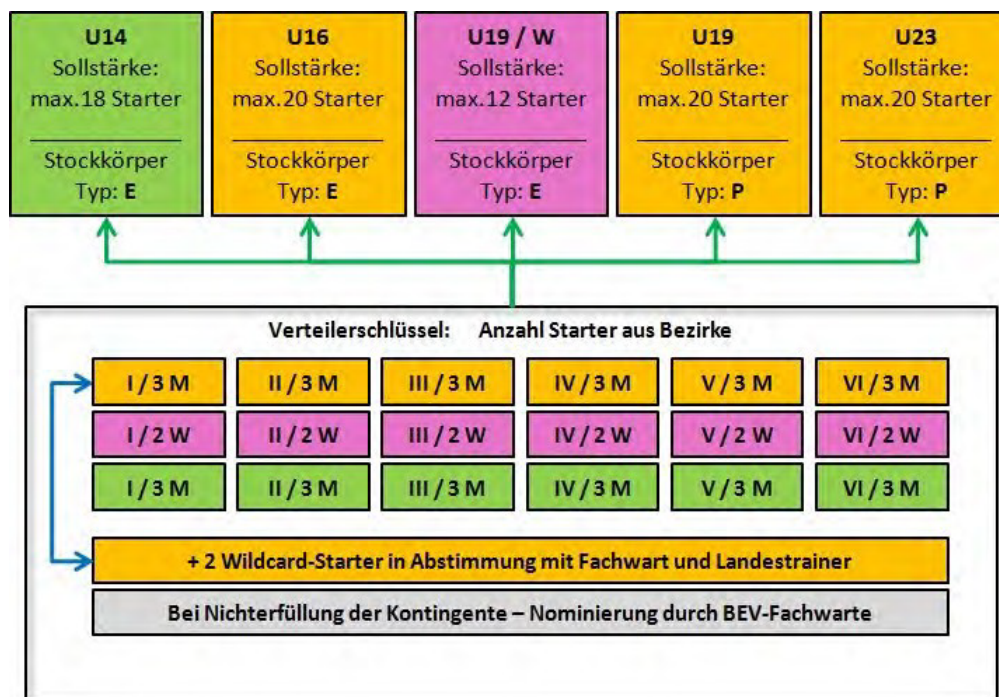 U14
Sollstärke:
max.18 Starter
Stockkörper
Typ: E
U16
Sollstärke:
max.20 Starter
Stockkörper
Typ: E
U19 / W
Sollstärke:
max.12 Starter
Stockkörper
Typ: E
U19
Sollstärke:
max.20 Starter
Stockkörper
Typ: P
U23
Sollstärke:
max.20 Starter
Stockkörper
Typ: P
Verteilerschlüssel: Anzahl Starter aus Bezirke
I / 3 M II / 3 M III / 3 M IV / 3 M V / 3 M VI / 3 M
I / 2 W II / 2 W III / 2 W IV / 2 W V / 2 W VI / 2 W
I / 3 M II / 3 M III / 3 M IV / 3 M V / 3 M VI / 3 M
+ 2 Wildcard-Starter in Abstimmung mit Fachwart und Landestrainer
Bei Nichterfüllung der Kontingente – Nominierung durch BEV-Fachwarte